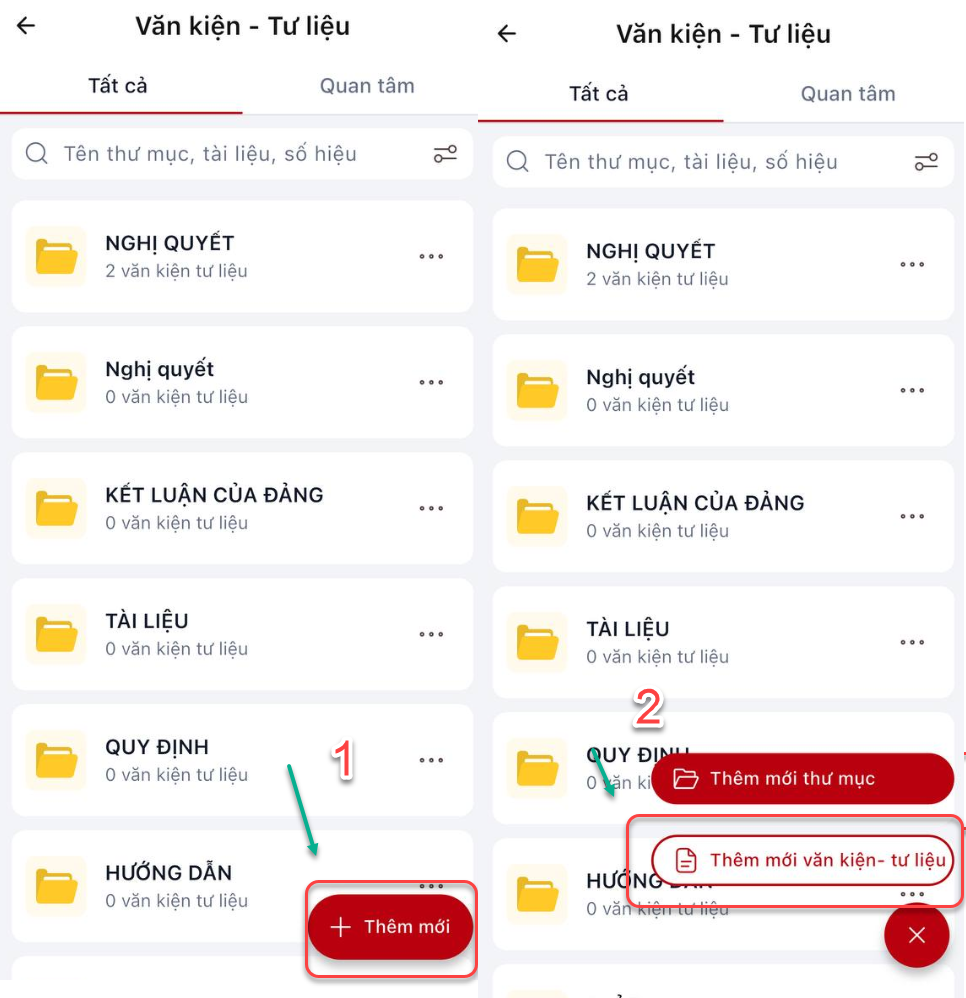 Văn kiện - Tư liệu
Tất cả
Quan tâm
Tên thư mục, tài liệu, số hiệu
NGHỊ QUYẾT
2 văn kiện tư liệu
Nghị quyết
0 văn kiện tư liệu
KẾT LUẬN CỦA ĐẢNG
0 văn kiện tư liệu
TÀI LIỆU
0 văn kiện tư liệu
QUY ĐỊNH
0 văn kiện tư liệu
1
HƯỚNG DẪN
0 văn kiện tư liệu
Thêm mới
Văn kiện - Tư liệu
Tất cả
Quan tâm
Tên thư mục, tài liệu, số hiệu
NGHỊ QUYẾT
2 văn kiện tư liệu
Nghị quyết
0 văn kiện tư liệu
KẾT LUẬN CỦA ĐẢNG
0 văn kiện tư liệu
TÀI LIỆU
0 văn kiện tư liệu
2
QUY ĐỊNH
0 văn ki
Thêm mới thư mục
Thêm mới văn kiện- tư liệu
HƯỚNG DẪN
0 văn kiện tư liệu